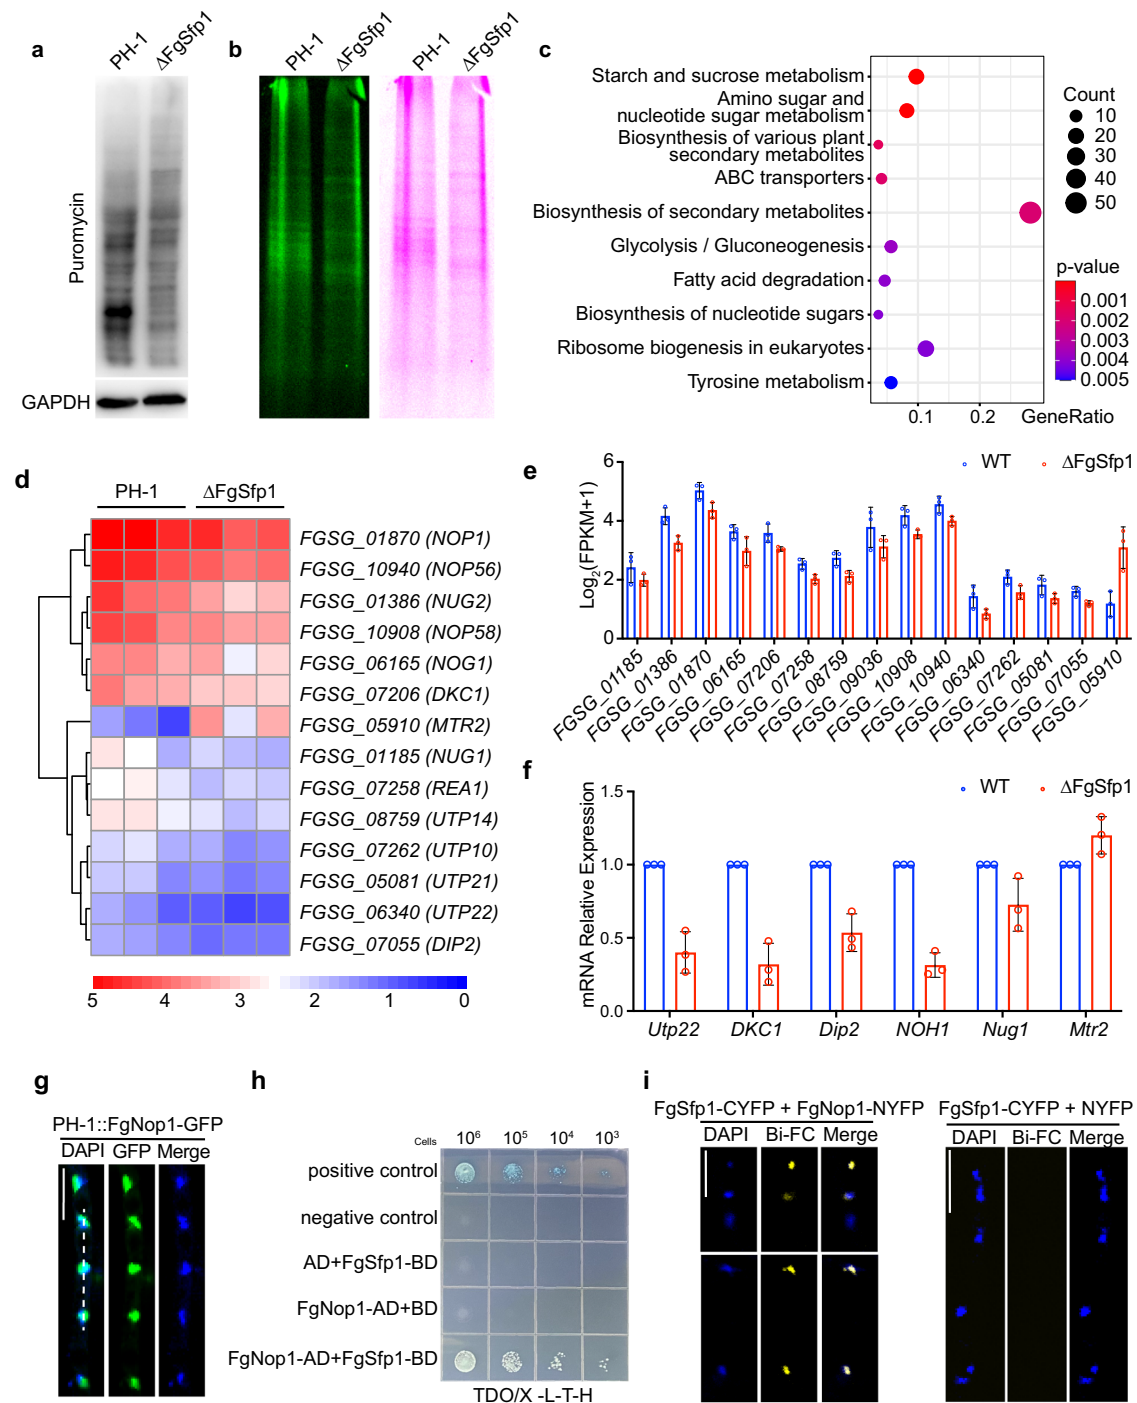 a
PH-1
ΔFgSfp1
Puromycin
GAPDH
b
PH-1
ΔFgSfp1
PH-1
ΔFgSfp1
c
Starch and sucrose metabolism
Amino sugar and
nucleotide sugar metabolism
Biosynthesis of various plant
secondary metabolites
ABC transporters
Biosynthesis of secondary metabolites
Glycolysis / Gluconeogenesis
Fatty acid degradation
Biosynthesis of nucleotide sugars
Ribosome biogenesis in eukaryotes
Tyrosine metabolism
0.1 0.2 GeneRatio
Count
10
20
30
40
50
p-value
0.001
0.002
0.003
0.004
0.005
d
PH-1 ΔFgSfp1
FGSG_01870 (NOP1)
FGSG_10940 (NOP56)
FGSG_01386 (NUG2)
FGSG_10908 (NOP58)
FGSG_06165 (NOG1)
FGSG_07206 (DKC1)
FGSG_05910 (MTR2)
FGSG_01185 (NUG1)
FGSG_07258 (REA1)
FGSG_08759 (UTP14)
FGSG_07262 (UTP10)
FGSG_05081 (UTP21)
FGSG_06340 (UTP22)
FGSG_07055 (DIP2)
5 4 3 2 1 0
e
WT ΔFgSfp1
Log2(FPKM+1)
6
4
2
0
FGSG_01185
FGSG_01386
FGSG_01870
FGSG_06165
FGSG_07206
FGSG_07258
FGSG_08759
FGSG_09036
FGSG_10908
FGSG_10940
FGSG_06340
FGSG_07262
FGSG_05081
FGSG_07055
FGSG_05910
f
WT ΔFgSfp1
mRNA Relative Expression
1.5
1.0
0.5
0.0
Utp22 DKC1 Dip2 NOH1 Nug1 Mtr2
g
PH-1::FgNop1-GFP
DAPI GFP Merge
h
Cells 10⁶ 10⁵ 10⁴ 10³
positive control
negative control
AD+FgSfp1-BD
FgNop1-AD+BD
FgNop1-AD+FgSfp1-BD
TDO/X -L-T-H
i
FgSfp1-CYFP + FgNop1-NYFP
DAPI Bi-FC Merge
FgSfp1-CYFP + NYFP
DAPI Bi-FC Merge